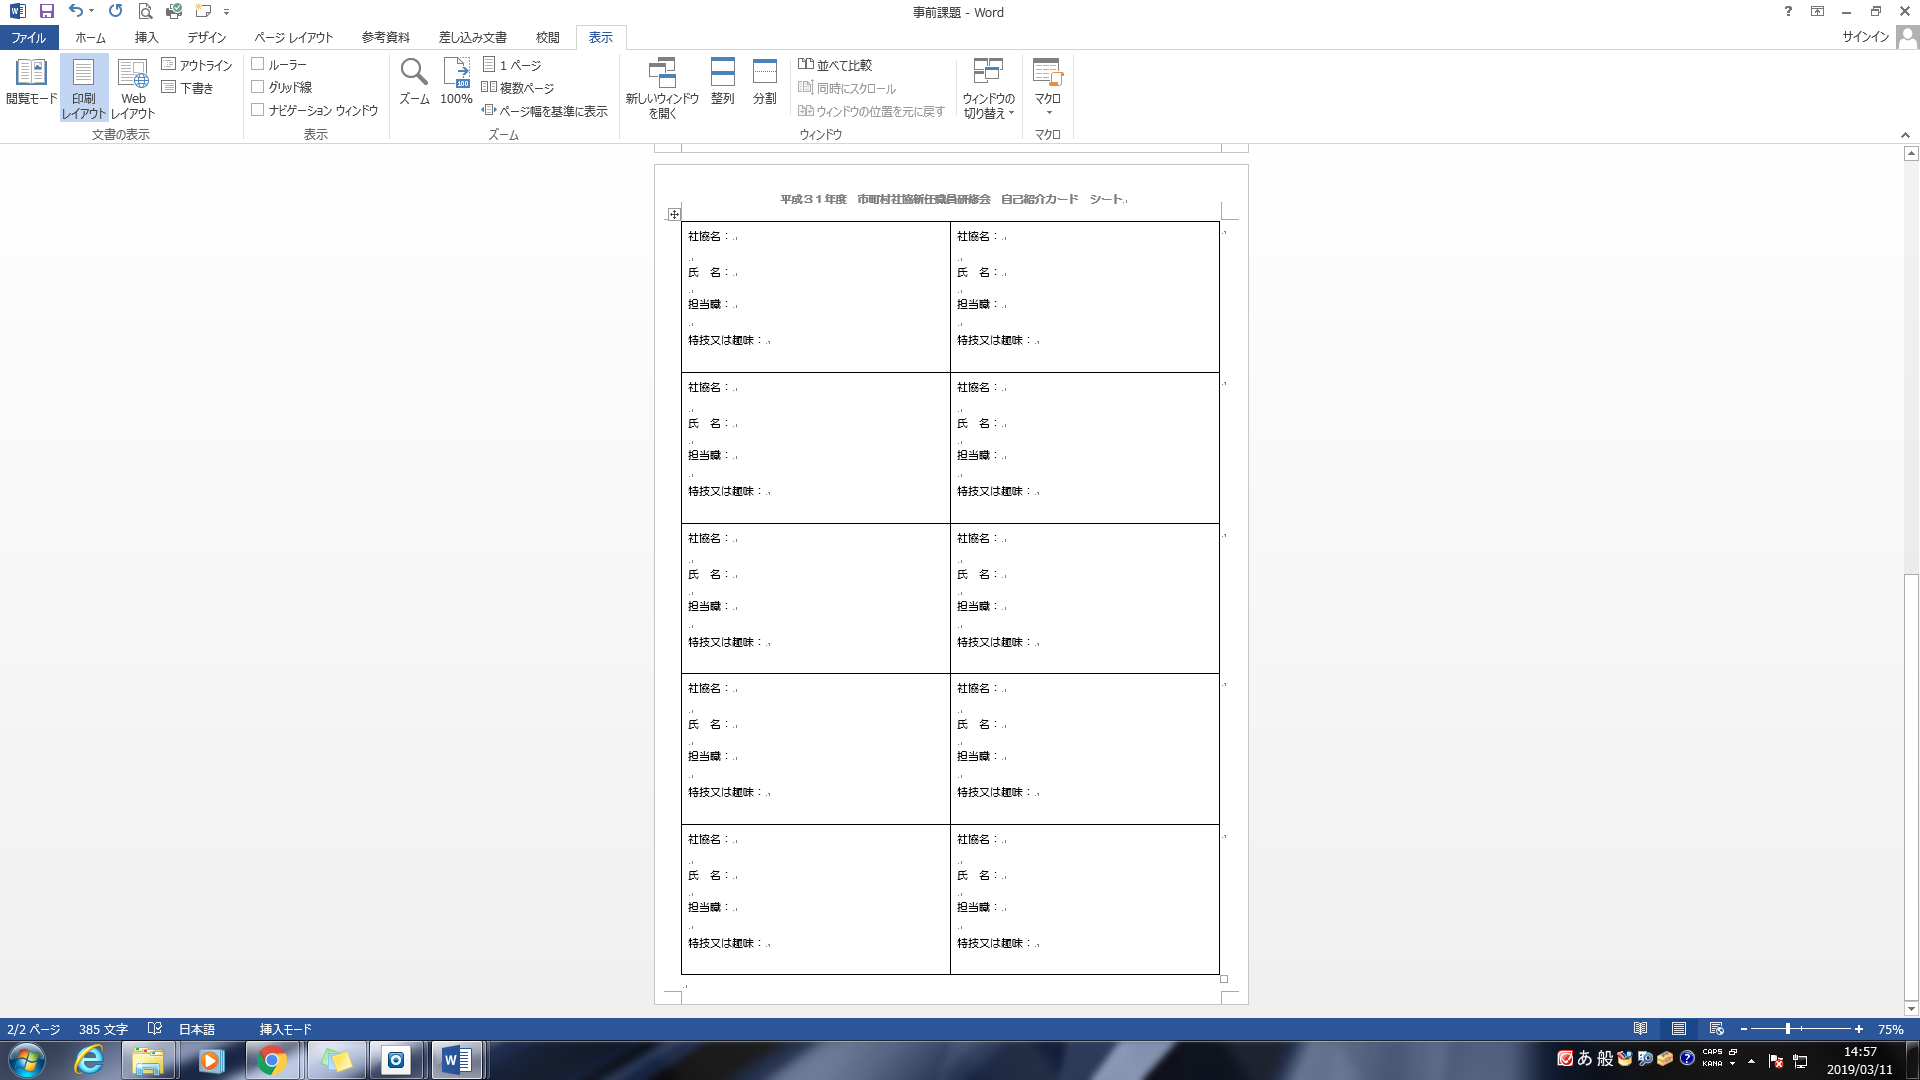 事前課題 - Word
ファイル ホーム 挿入 デザイン ページ レイアウト 参考資料 差し込み文書 校閲 表示 サインイン
閲覧モード 印刷レイアウト Webレイアウト アウトライン 下書き
文書の表示
ルーラー
グリッド線
ナビゲーション ウィンドウ
表示
ズーム 100% 1 ページ 複数ページ ページ幅を基準に表示
ズーム
新しいウィンドウを開く 整列 分割 並べて比較 同時にスクロール ウィンドウの位置を元に戻す ウィンドウの切り替え
ウィンドウ
マクロ
マクロ
平成31年度 市町村社協新任職員研修会 自己紹介カード シート
社協名： 社協名：
氏 名： 氏 名：
担当職： 担当職：
特技又は趣味： 特技又は趣味：
社協名： 社協名：
氏 名： 氏 名：
担当職： 担当職：
特技又は趣味： 特技又は趣味：
社協名： 社協名：
氏 名： 氏 名：
担当職： 担当職：
特技又は趣味： 特技又は趣味：
社協名： 社協名：
氏 名： 氏 名：
担当職： 担当職：
特技又は趣味： 特技又は趣味：
社協名： 社協名：
氏 名： 氏 名：
担当職： 担当職：
特技又は趣味： 特技又は趣味：
2/2 ページ 385 文字 日本語 挿入モード 75%
あ 般 CAPS KANA 14:57
2019/03/11